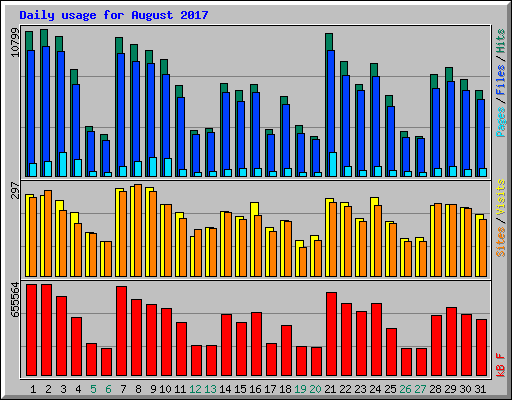 Daily usage for August 2017
10799
Pages / Files / Hits
297
Sites / Visits
655564
kB F
1 2 3 4 5 6 7 8 9 10 11 12 13 14 15 16 17 18 19 20 21 22 23 24 25 26 27 28 29 30 31